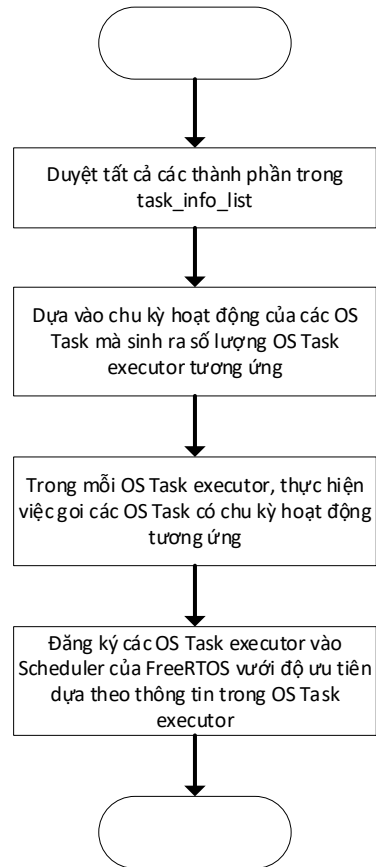 Duyệt tất cả các thành phần trong
task_info_list
Dựa vào chu kỳ hoạt động của các OS
Task mà sinh ra số lượng OS Task
executor tương ứng
Trong mỗi OS Task executor, thực hiện
việc goi các OS Task có chu kỳ hoạt động
tương ứng
Đăng ký các OS Task executor vào
Scheduler của FreeRTOS vưới độ ưu tiên
dựa theo thông tin trong OS Task
executor